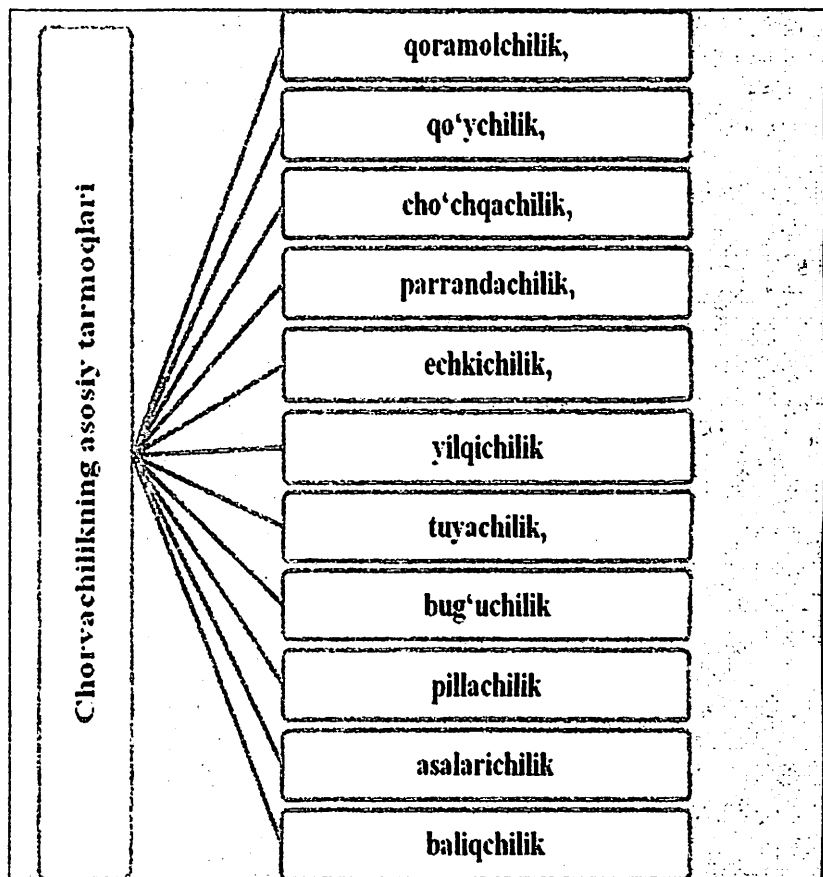 Chorvachilikning asosiy tarmoqlari
qoramolchilik,
qo‘ychilik,
cho‘chqachilik,
parrandachilik,
echkichilik,
yilqichilik
tuyachilik,
bug‘uchilik
pillachilik
asalarichilik
baliqchilik